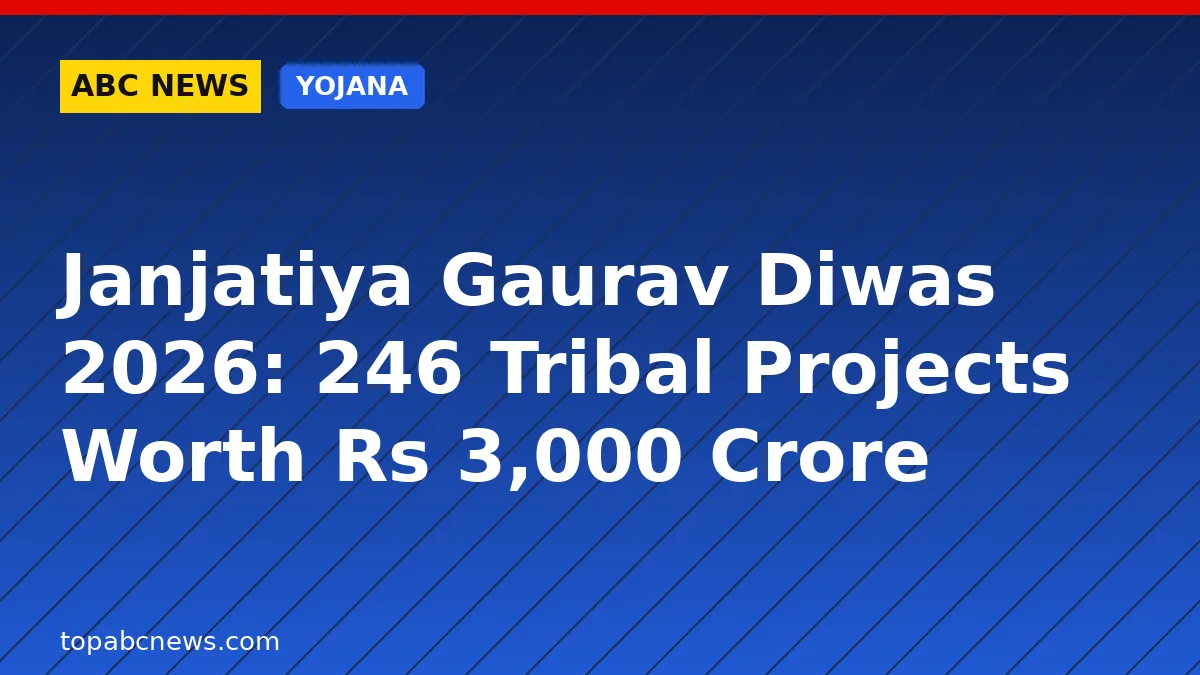 ABC NEWS
YOJANA
Janjatiya Gaurav Diwas
2026: 246 Tribal Projects
Worth Rs 3,000 Crore
topabcnews.com